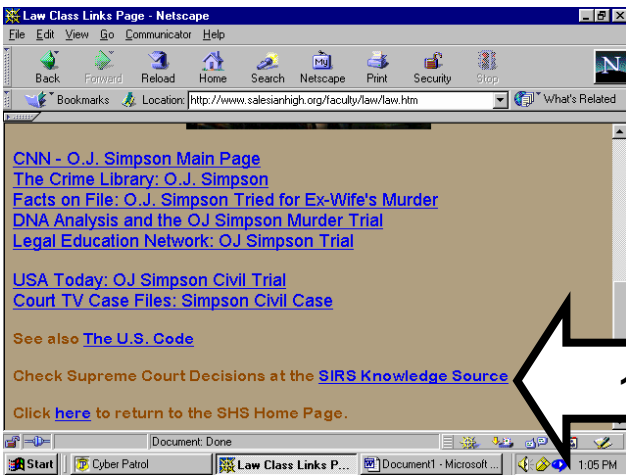 Law Class Links Page - Netscape
File Edit View Go Communicator Help
Back Forward Reload Home Search Netscape Print Security Stop
My
N
Bookmarks Location: http://www.salesianhigh.org/faculty/law/law.htm What's Related
CNN - O.J. Simpson Main Page
The Crime Library: O.J. Simpson
Facts on File: O.J. Simpson Tried for Ex-Wife's Murder
DNA Analysis and the OJ Simpson Murder Trial
Legal Education Network: OJ Simpson Trial
USA Today: OJ Simpson Civil Trial
Court TV Case Files: Simpson Civil Case
See also The U.S. Code
Check Supreme Court Decisions at the SIRS Knowledge Source
Click here to return to the SHS Home Page.
Document: Done
Start Cyber Patrol Law Class Links P... Document1 - Microsoft ... 1:05 PM